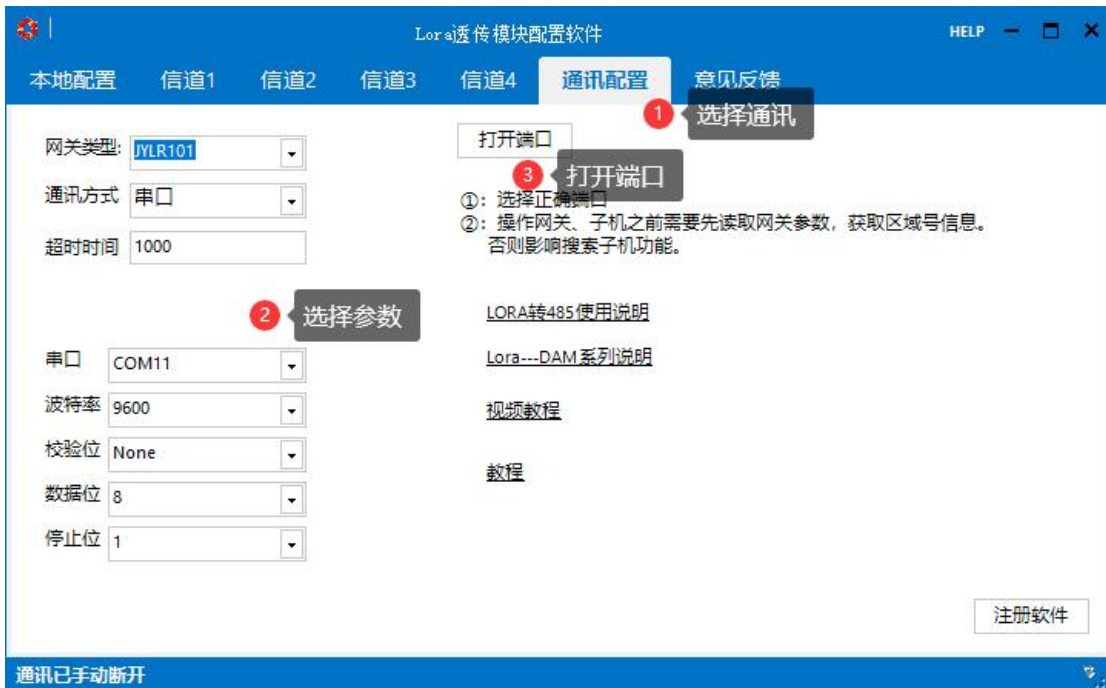 Lora透传模块配置软件
HELP
本地配置 信道1 信道2 信道3 信道4 通讯配置 意见反馈
1 选择通讯
网关类型: JYLR101
打开端口
3 打开端口
通讯方式 串口
①：选择正确端口
②：操作网关、子机之前需要先读取网关参数，获取区域号信息。
否则影响搜索子机功能。
超时时间 1000
2 选择参数
LORA转485使用说明
串口 COM11
Lora---DAM系列说明
波特率 9600
视频教程
校验位 None
教程
数据位 8
停止位 1
注册软件
通讯已手动断开